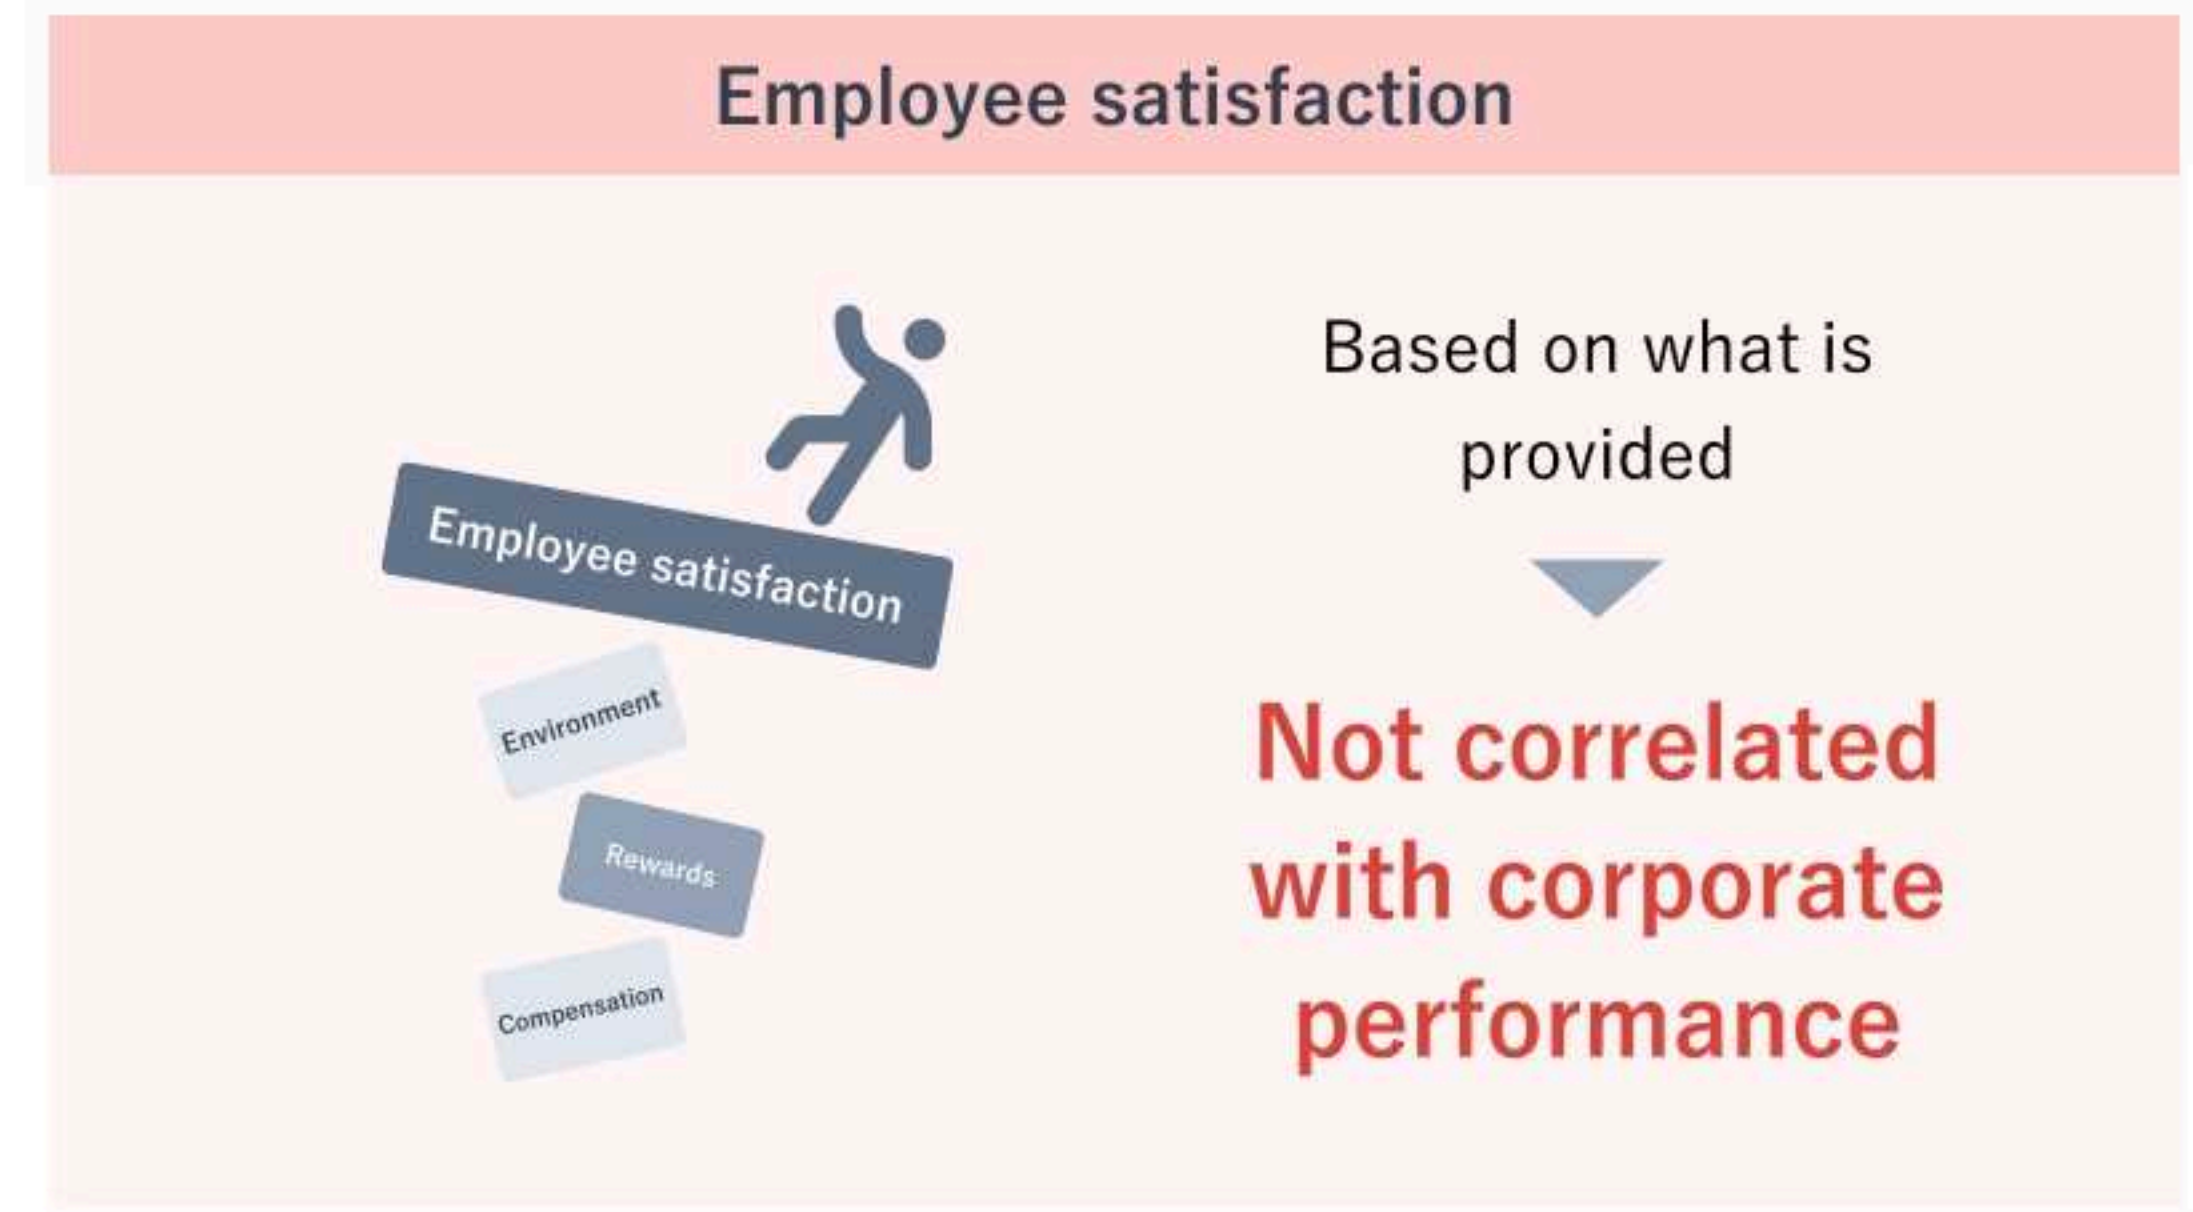 Employee satisfaction
Employee satisfaction
Environment
Rewards
Compensation
Based on what is
provided
Not correlated
with corporate
performance